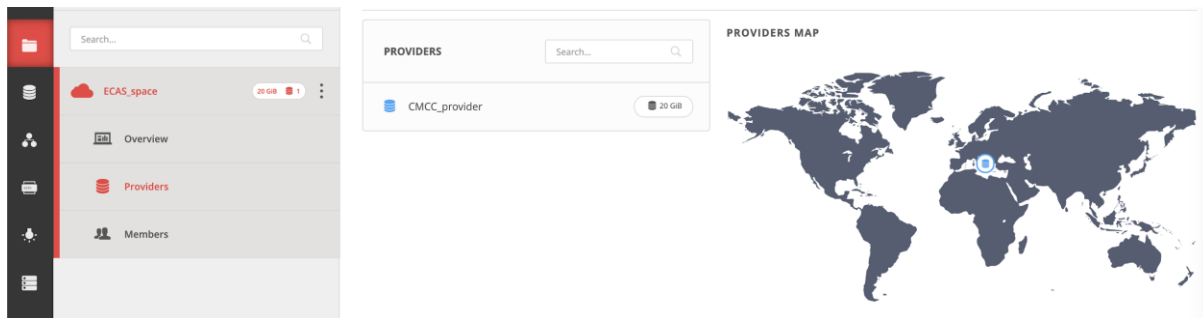 Search...
ECAS_space
20 GiB 1
Overview
Providers
Members
PROVIDERS
Search...
CMCC_provider
20 GiB
PROVIDERS MAP